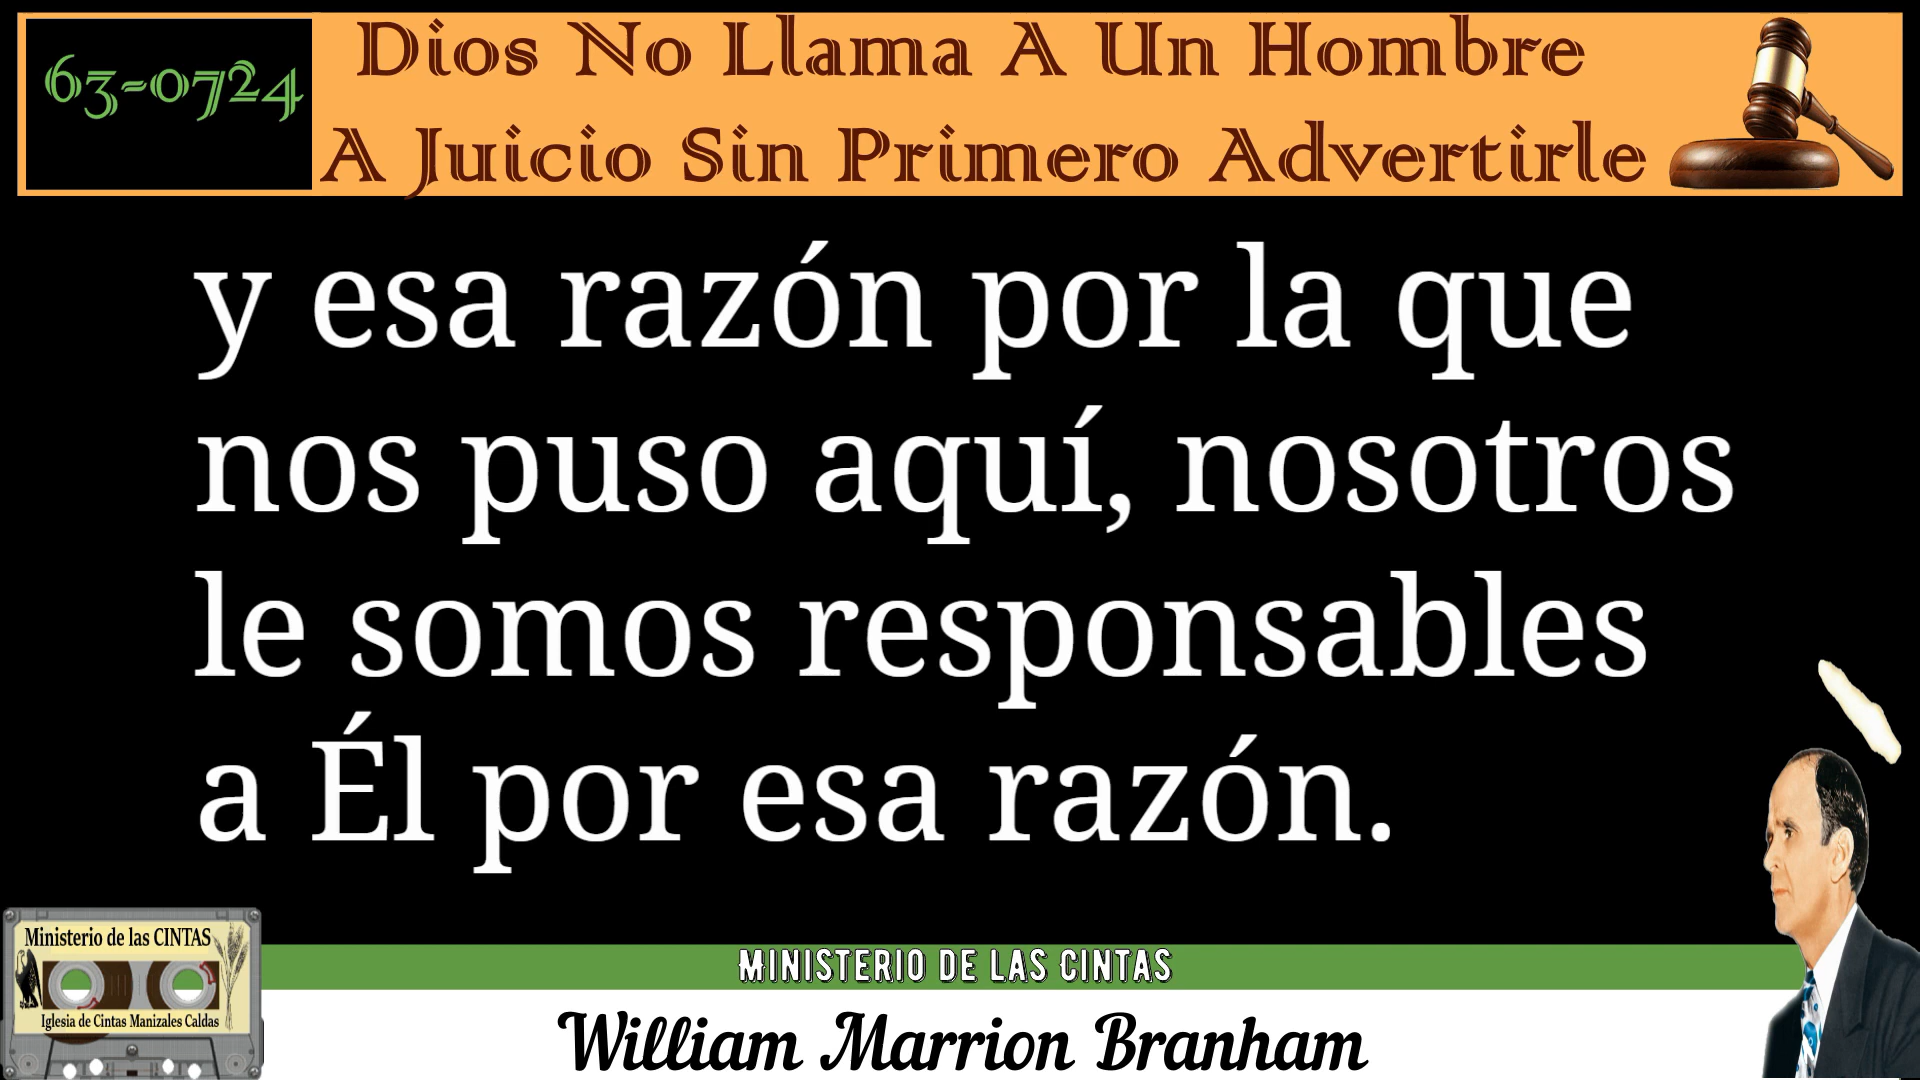 63-0724
Dios No Llama A Un Hombre
A Juicio Sin Primero Advertirle
y esa razón por la que
nos puso aquí, nosotros
le somos responsables
a Él por esa razón.
Ministerio de las CINTAS
Iglesia de Cintas Manizales Caldas
MINISTERIO DE LAS CINTAS
William Marrion Branham